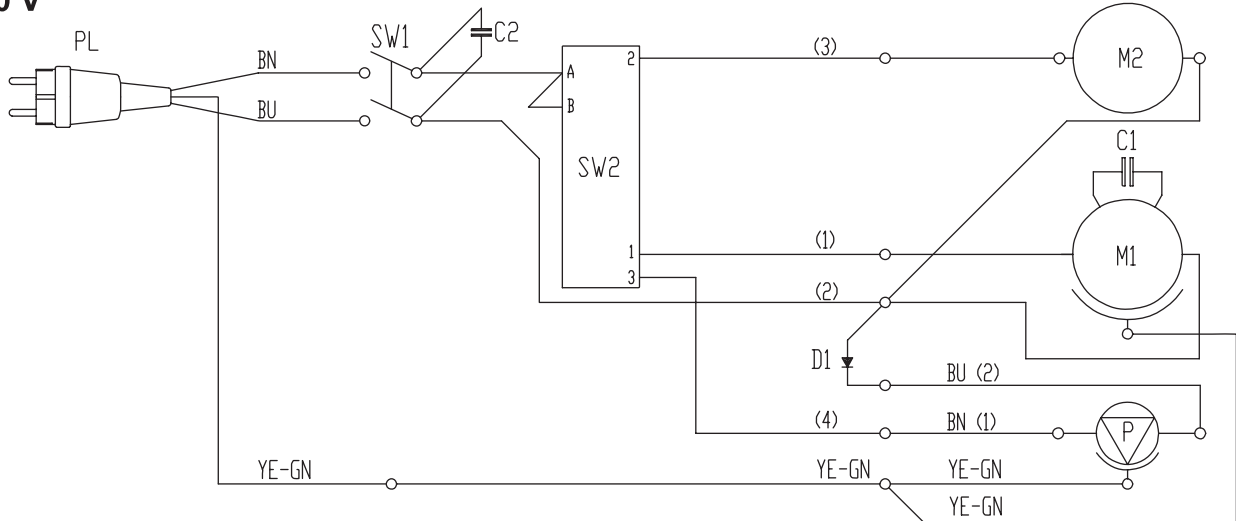 PL
BN
BU
SW1
C2
A
B
2
SW2
1
3
(3)
M2
C1
(1)
M1
(2)
D1
BU (2)
(4)
BN (1)
P
YE-GN
YE-GN
YE-GN
YE-GN